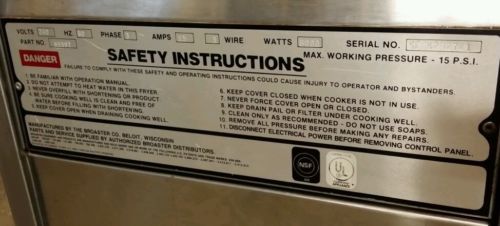 VOLTS HZ PHASE AMPS WIRE WATTS SERIAL NO.
PART NO.
MAX. WORKING PRESSURE - 15 P.S.I.
DANGER
SAFETY INSTRUCTIONS
FAILURE TO COMPLY WITH THESE SAFETY AND OPERATING INSTRUCTIONS COULD CAUSE INJURY TO OPERATOR AND BYSTANDERS.
1. BE FAMILIAR WITH OPERATION MANUAL.
2. DO NOT ATTEMPT TO HEAT WATER IN THIS FRYER.
3. NEVER OVERFILL WITH SHORTENING OR PRODUCT.
4. BE SURE COOKING WELL IS CLEAN AND FREE OF
WATER BEFORE FILLING WITH SHORTENING.
5. KEEP COVER OPEN WHEN DRAINING COOKING WELL.
6. KEEP COVER CLOSED WHEN COOKER IS NOT IN USE.
7. NEVER FORCE COVER OPEN OR CLOSED.
8. KEEP DRAIN PAIL OR FILTER UNDER COOKING WELL.
9. CLEAN ONLY AS RECOMMENDED - DO NOT USE SOAPS.
10. REMOVE ALL PRESSURE BEFORE MAKING ANY REPAIRS.
11. DISCONNECT ELECTRICAL POWER BEFORE REMOVING CONTROL PANEL.
MANUFACTURED BY THE BROASTER CO. BELOIT, WISCONSIN
PARTS AND SERVICE SUPPLIED BY AUTHORIZED BROASTER DISTRIBUTORS
NSF
UL